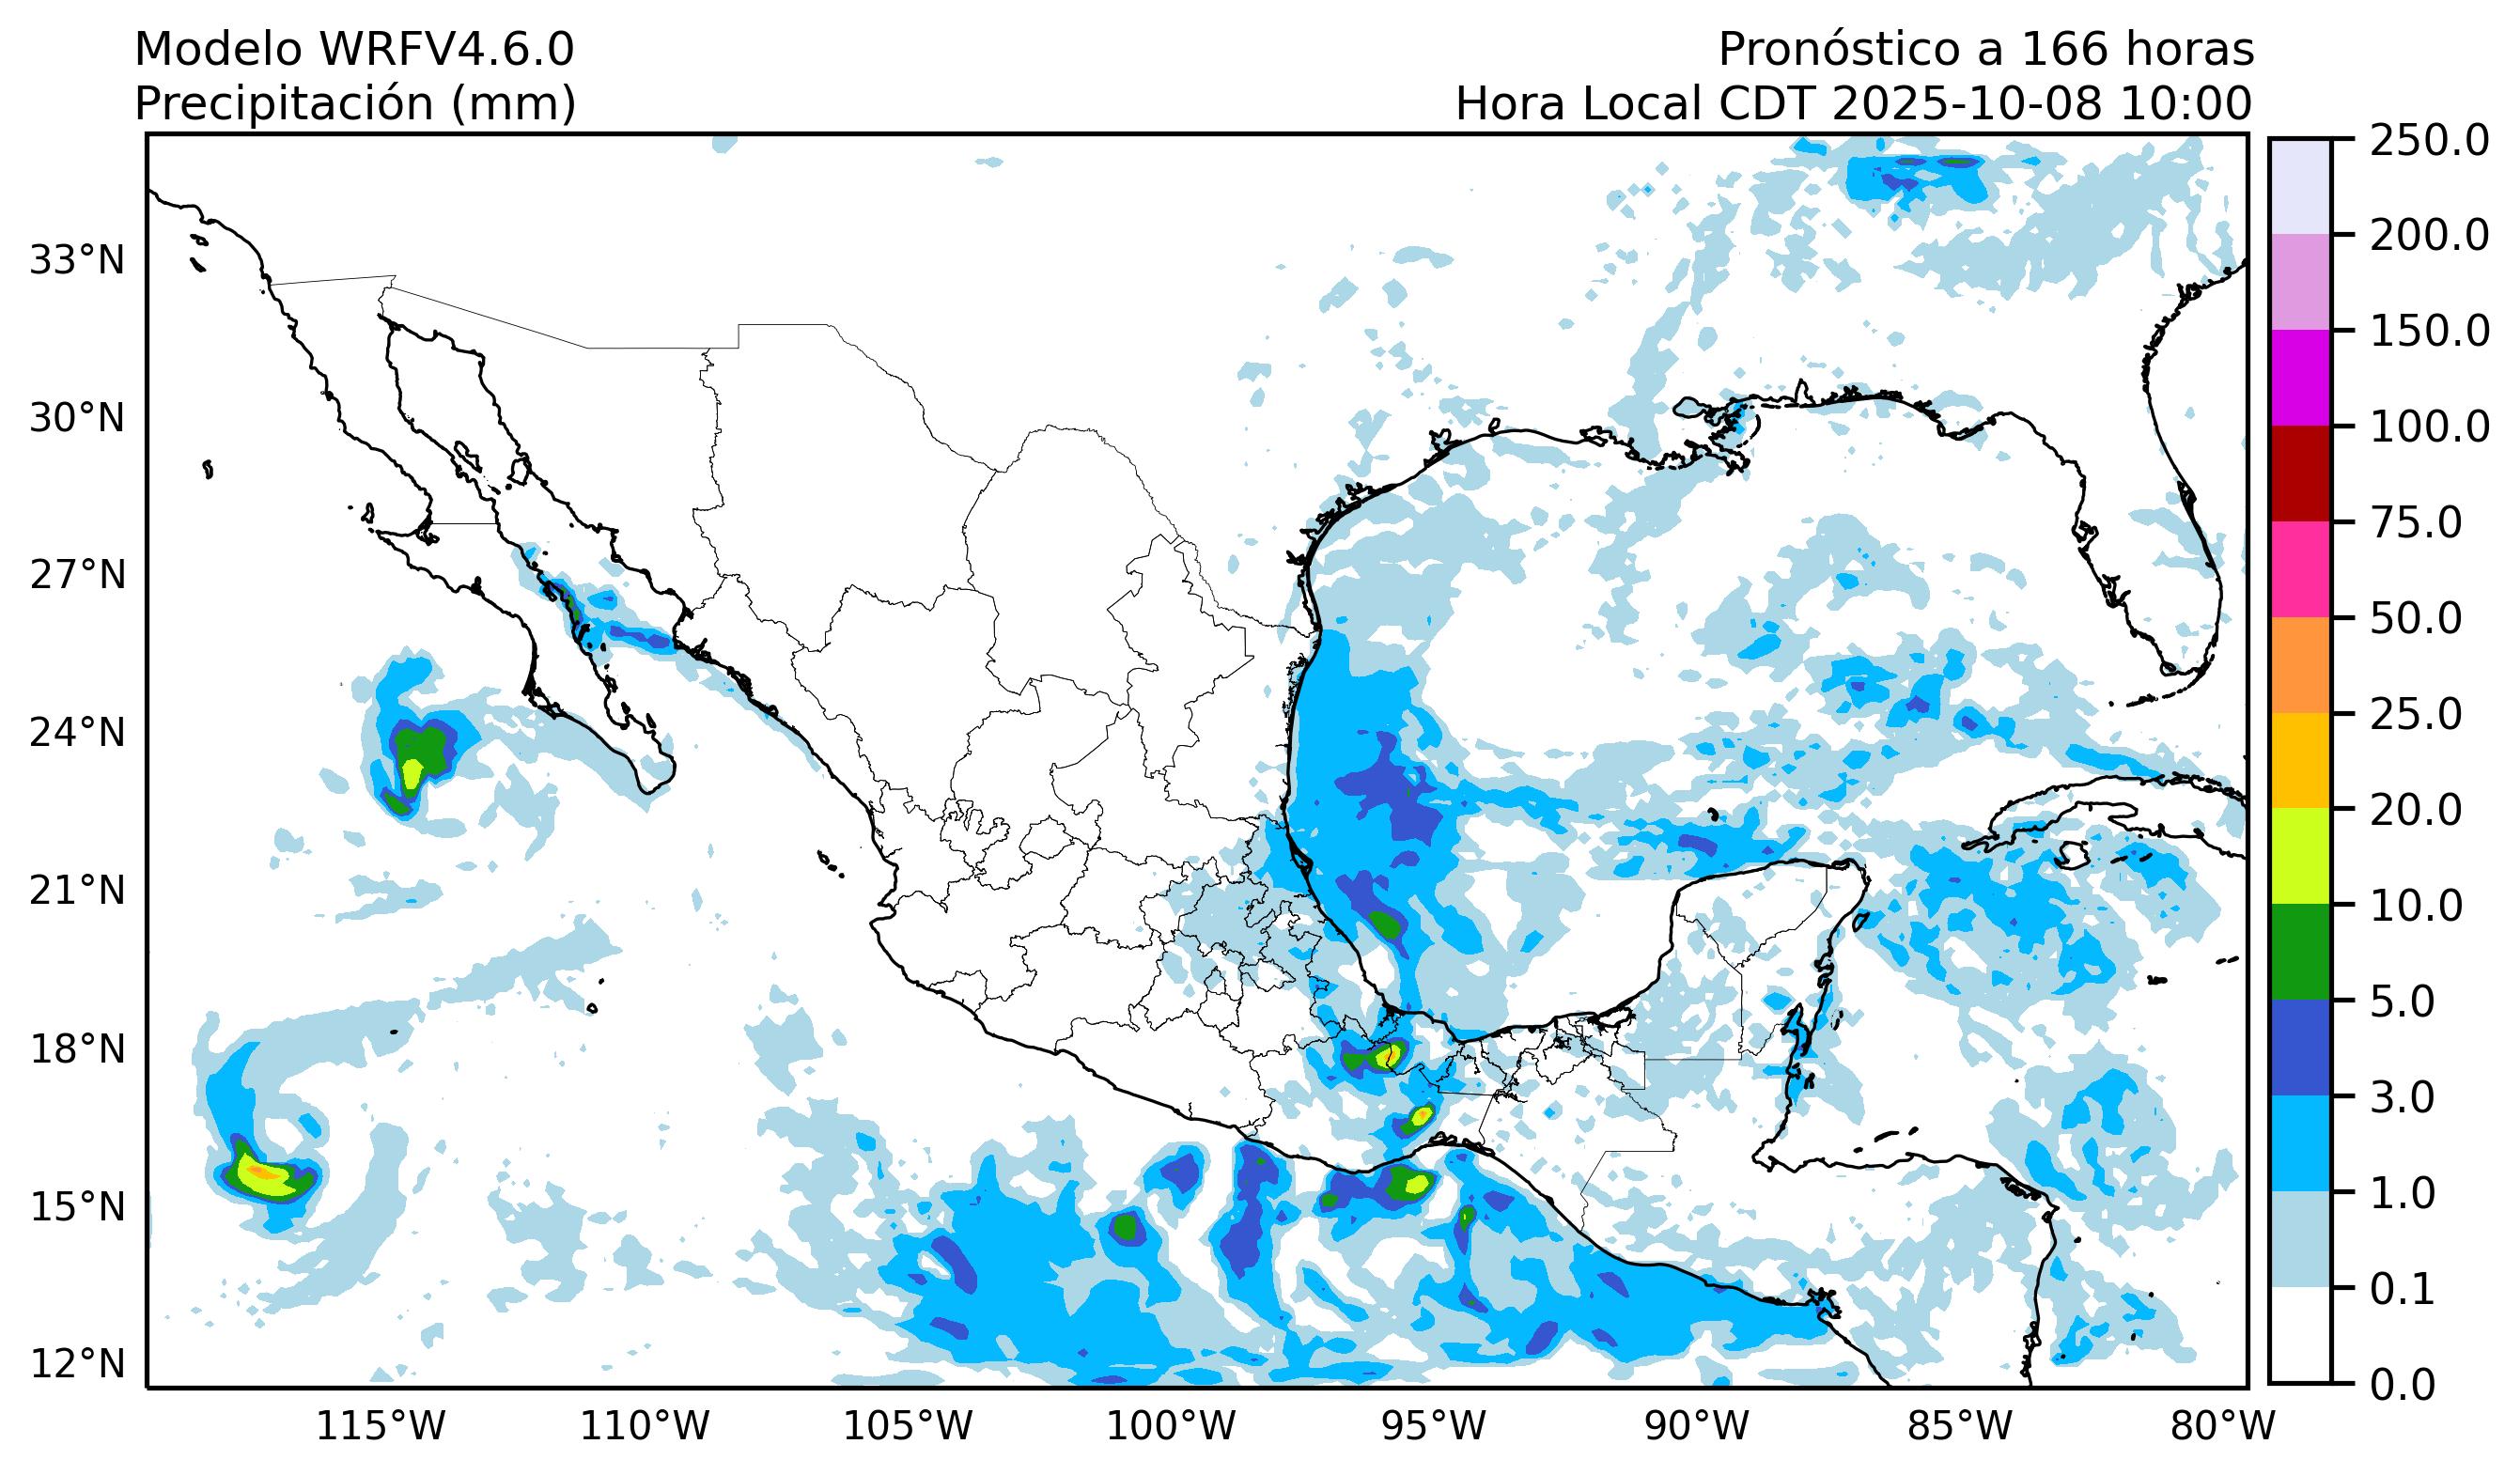 Modelo WRFV4.6.0
Precipitación (mm)
Pronóstico a 166 horas
Hora Local CDT 2025-10-08 10:00
33°N
30°N
27°N
24°N
21°N
18°N
15°N
12°N
115°W
110°W
105°W
100°W
95°W
90°W
85°W
80°W
250.0
200.0
150.0
100.0
75.0
50.0
25.0
20.0
10.0
5.0
3.0
1.0
0.1
0.0